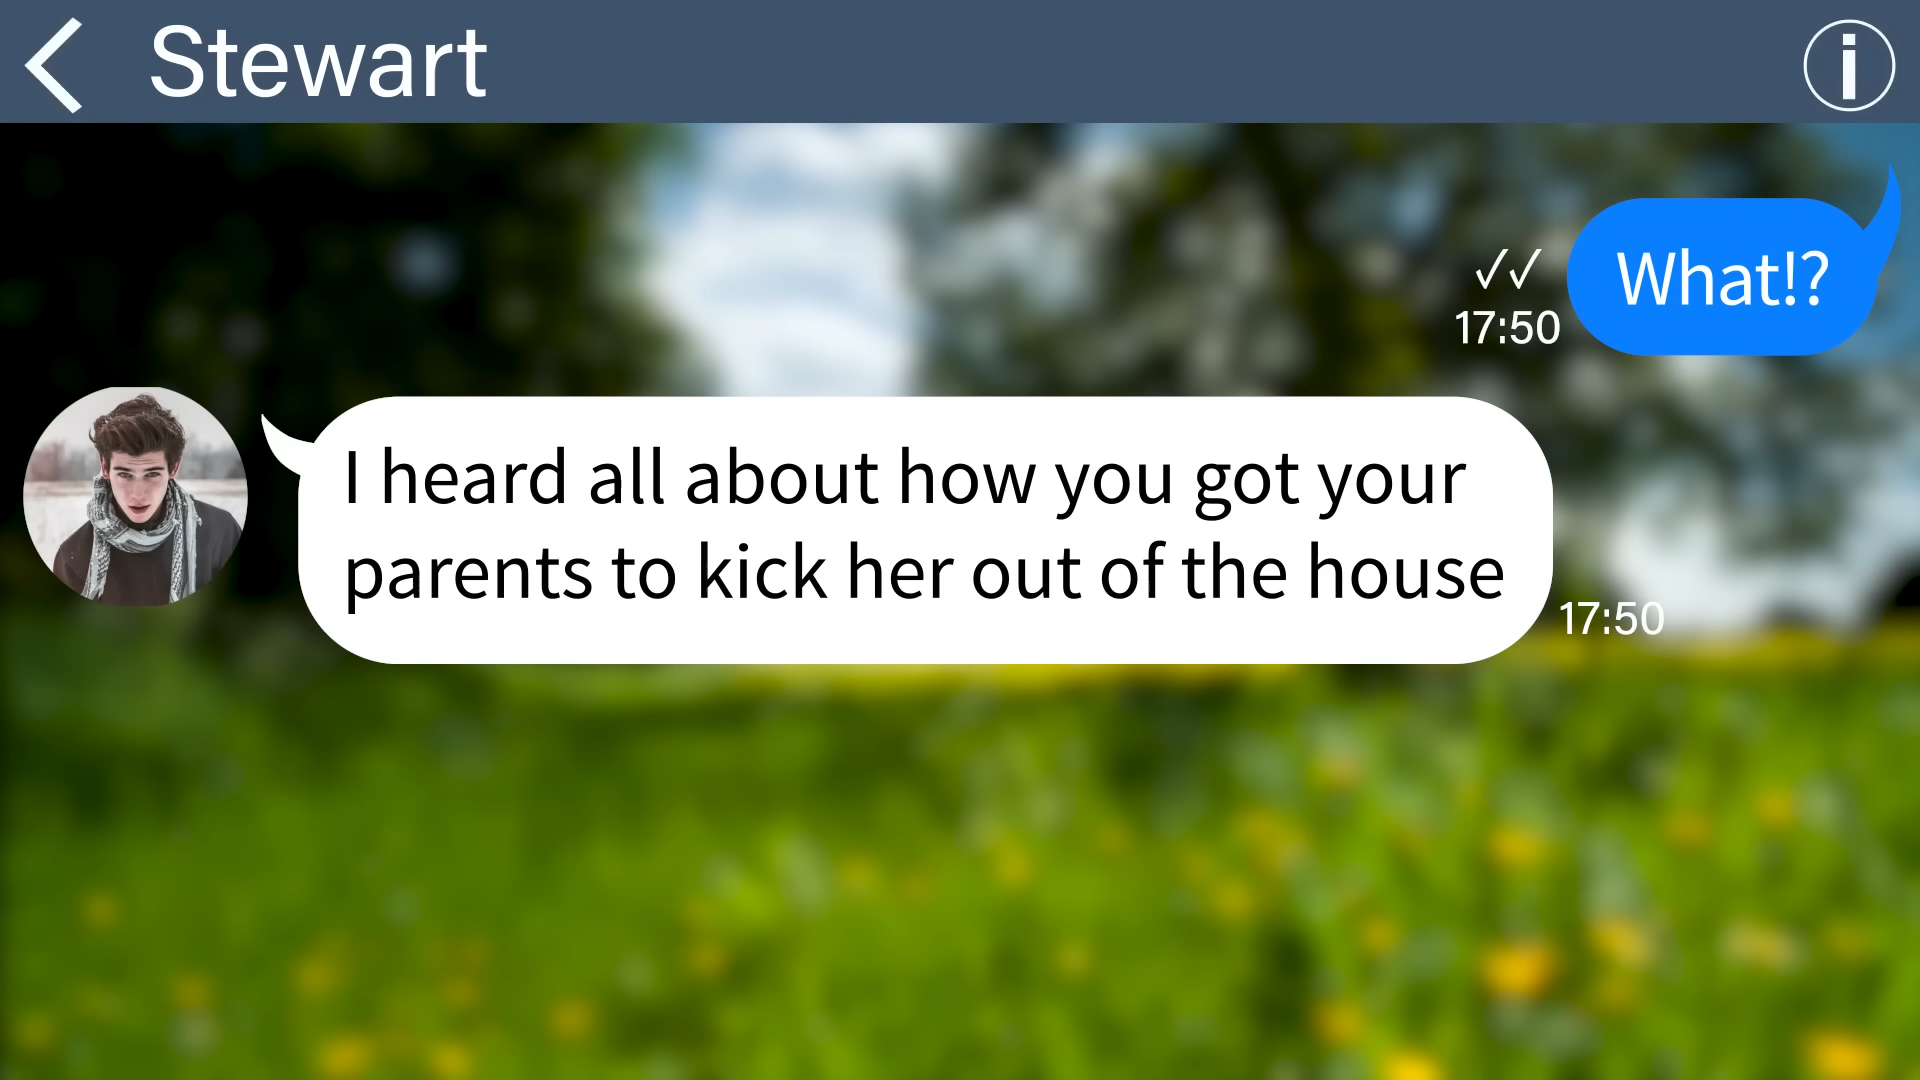 Stewart
What!?
✓✓
17:50
I heard all about how you got your
parents to kick her out of the house
17:50